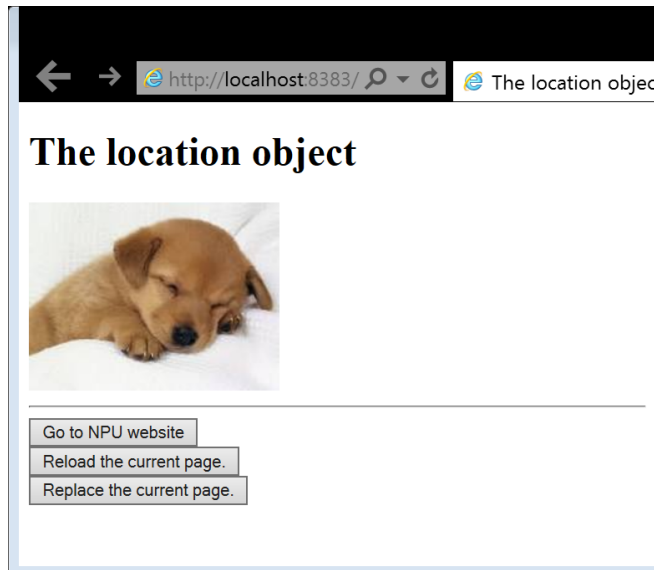 http://localhost:8383/
The location objec
The location object
Go to NPU website
Reload the current page.
Replace the current page.